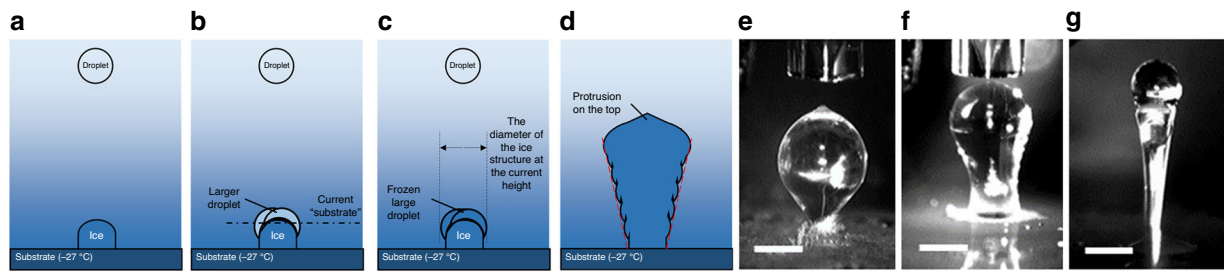 a
b
c
d
e
f
g
Droplet
Ice
Substrate (–27 °C)
Droplet
Larger
droplet
Current
“substrate”
Ice
Substrate (–27 °C)
Droplet
The
diameter of
the ice
structure at
the current
height
Frozen
large
droplet
Ice
Substrate (–27 °C)
Protrusion
on the top
Substrate (–27 °C)